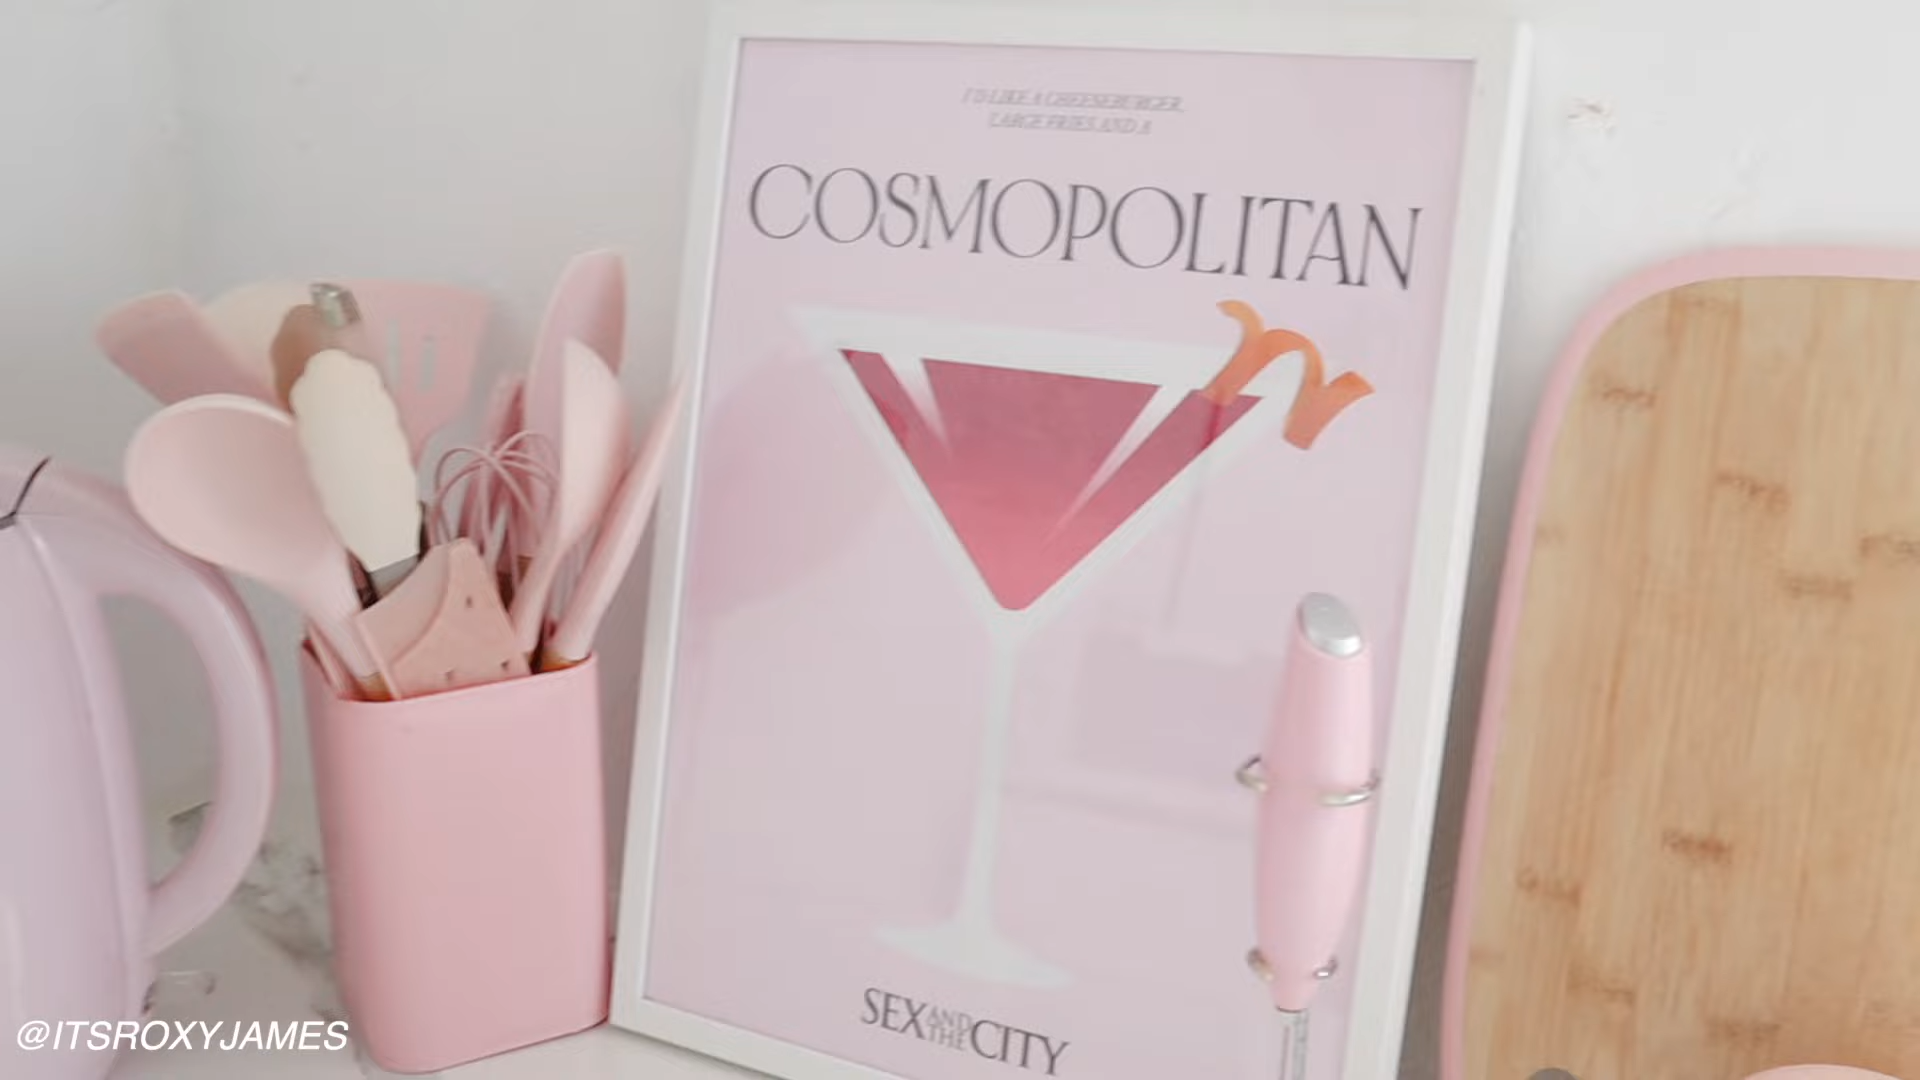 I'D LIKE A CHEESEBURGER,
LARGE FRIES AND A
COSMOPOLITAN
SEX AND THE CITY
@ITSROXYJAMES